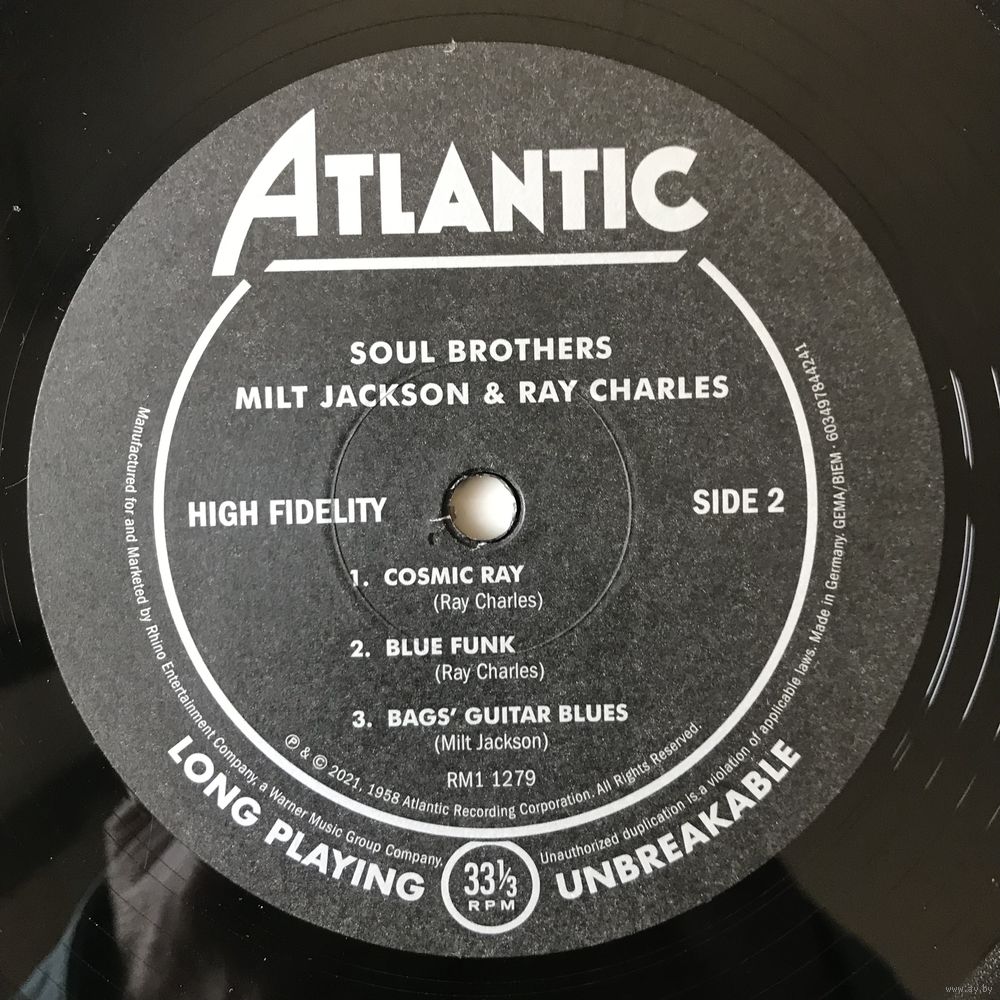 ATLANTIC
SOUL BROTHERS
MILT JACKSON & RAY CHARLES
HIGH FIDELITY
SIDE 2
1. COSMIC RAY
(Ray Charles)
2. BLUE FUNK
(Ray Charles)
3. BAGS' GUITAR BLUES
(Milt Jackson)
RM1 1279
℗ & © 2021, 1958 Atlantic Recording Corporation. All Rights Reserved.
Manufactured for and Marketed by Rhino Entertainment Company, a Warner Music Group Company.
Unauthorized duplication is a violation of applicable laws. Made in Germany. GEMA/BIEM · 603497844241
LONG PLAYING
33⅓
RPM
UNBREAKABLE
www.ay.by